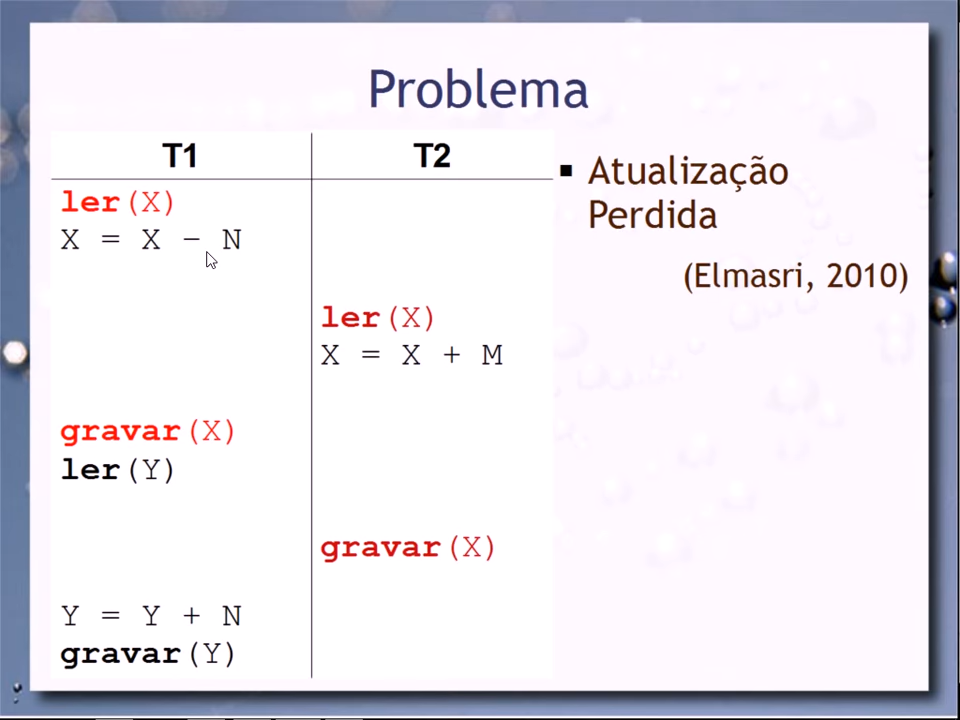 Problema
T1 T2
ler(X)
X = X - N
ler(X)
X = X + M
gravar(X)
ler(Y)
gravar(X)
Y = Y + N
gravar(Y)
▪ Atualização
Perdida
(Elmasri, 2010)